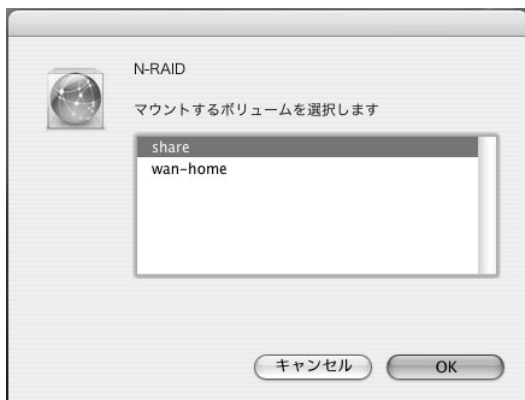 N-RAID
マウントするボリュームを選択します
share
wan-home
キャンセル
OK